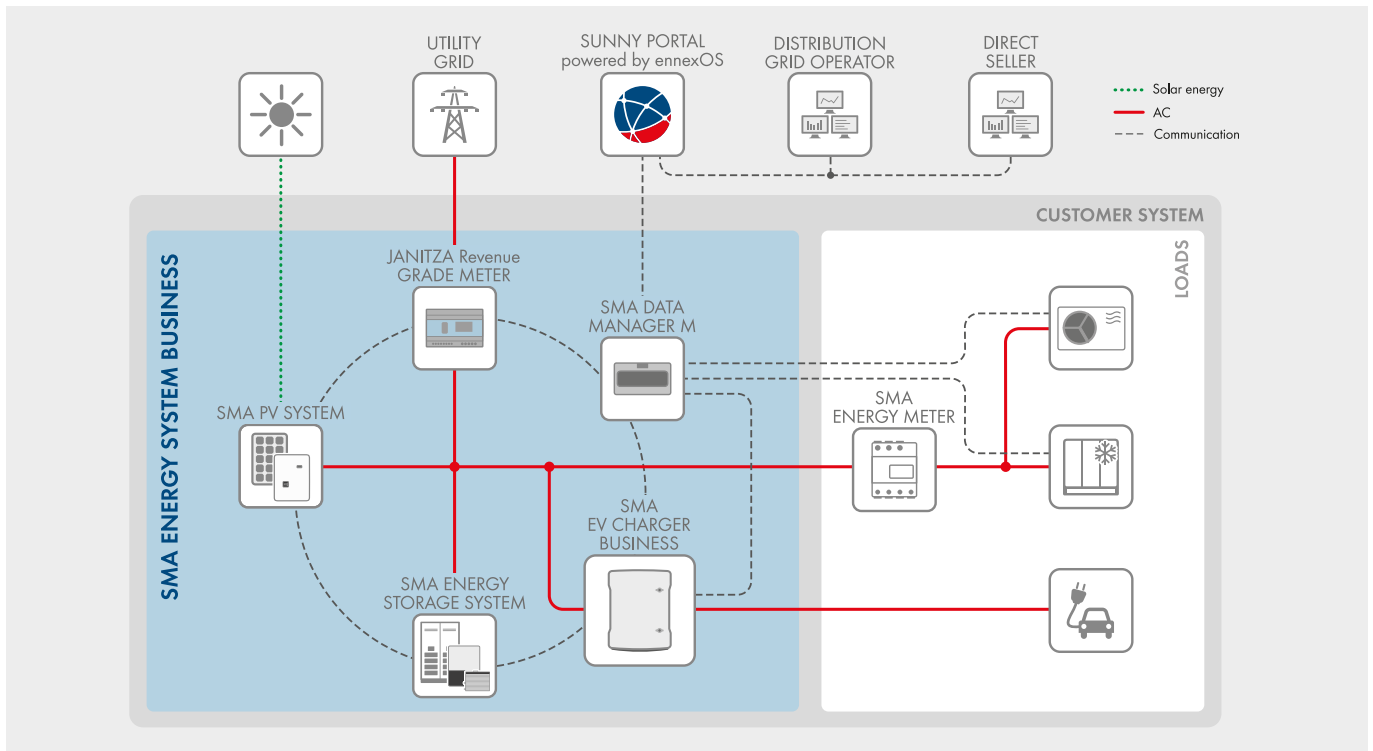 UTILITY
GRID
SUNNY PORTAL
powered by ennexOS
DISTRIBUTION
GRID OPERATOR
DIRECT
SELLER
Solar energy
AC
Communication
CUSTOMER SYSTEM
SMA ENERGY SYSTEM BUSINESS
LOADS
JANITZA Revenue
GRADE METER
SMA DATA
MANAGER M
SMA PV SYSTEM
SMA
ENERGY METER
SMA
EV CHARGER
BUSINESS
SMA ENERGY
STORAGE SYSTEM